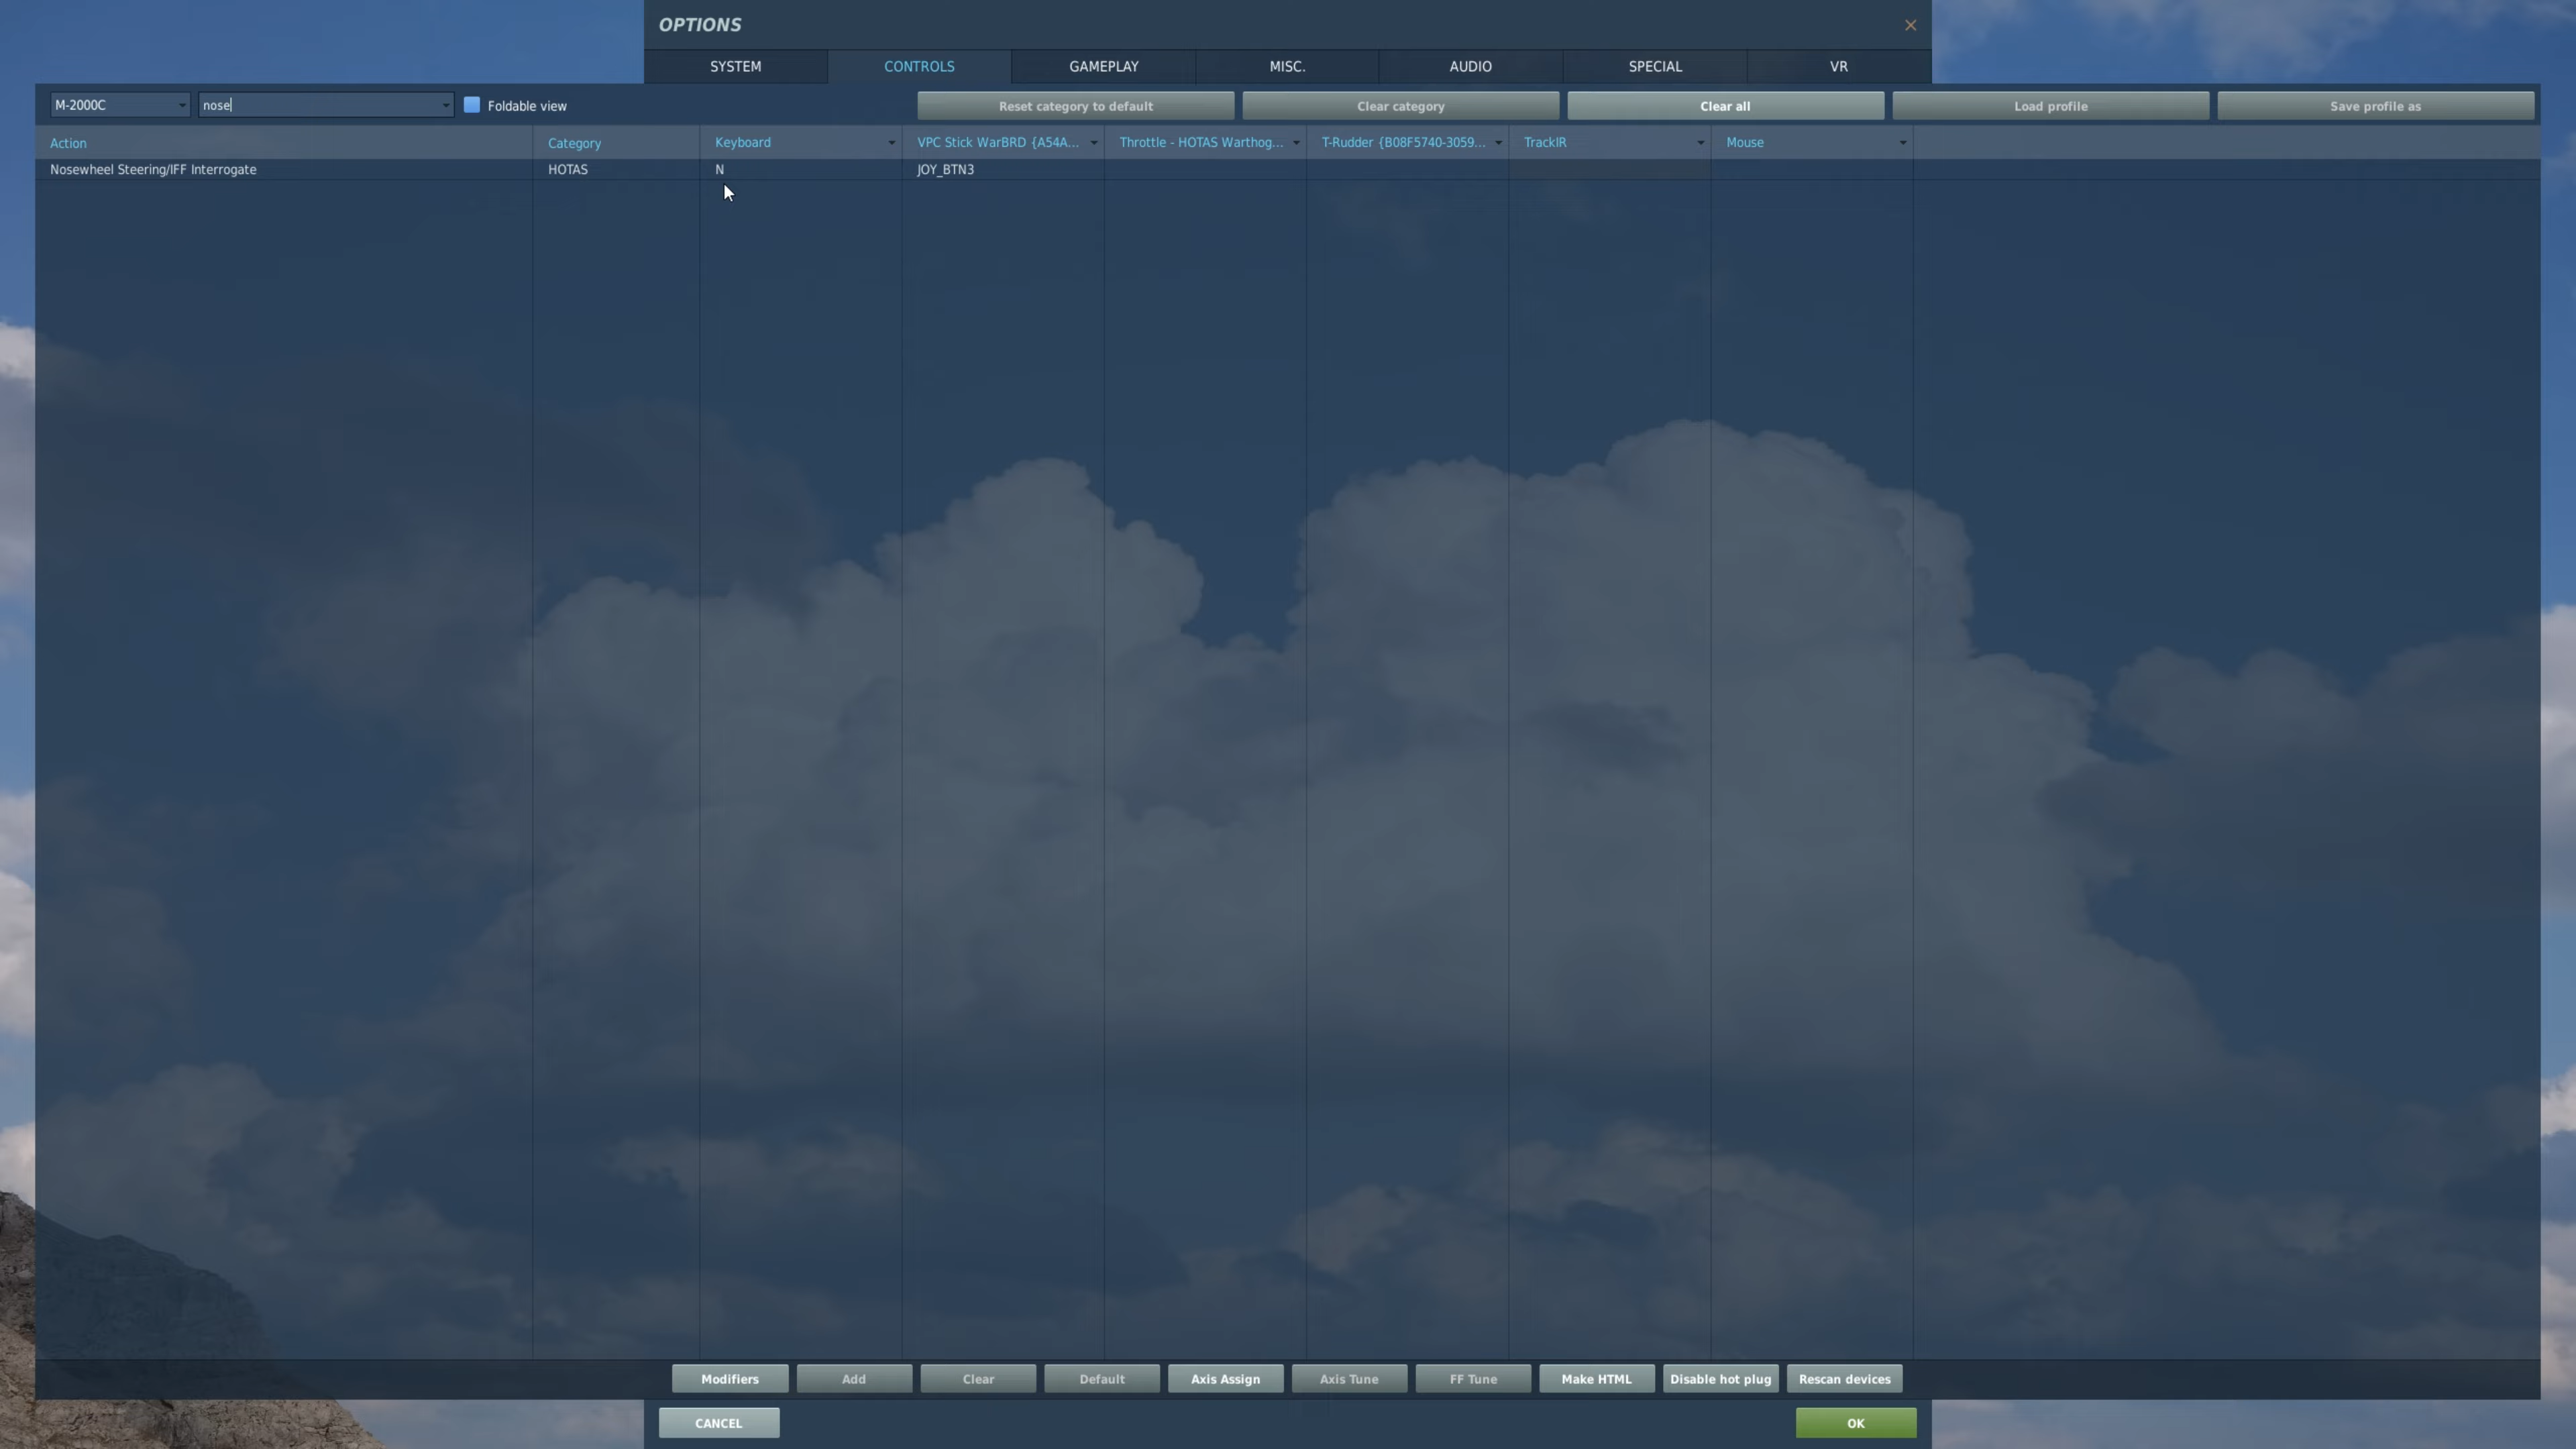 OPTIONS
SYSTEM CONTROLS GAMEPLAY MISC. AUDIO SPECIAL VR
M-2000C nose Foldable view Reset category to default Clear category Clear all Load profile Save profile as
Action Category Keyboard VPC Stick WarBRD {A54A... Throttle - HOTAS Warthog... T-Rudder {B08F5740-3059... TrackIR Mouse
Nosewheel Steering/IFF Interrogate HOTAS N JOY_BTN3
Modifiers Add Clear Default Axis Assign Axis Tune FF Tune Make HTML Disable hot plug Rescan devices
CANCEL OK